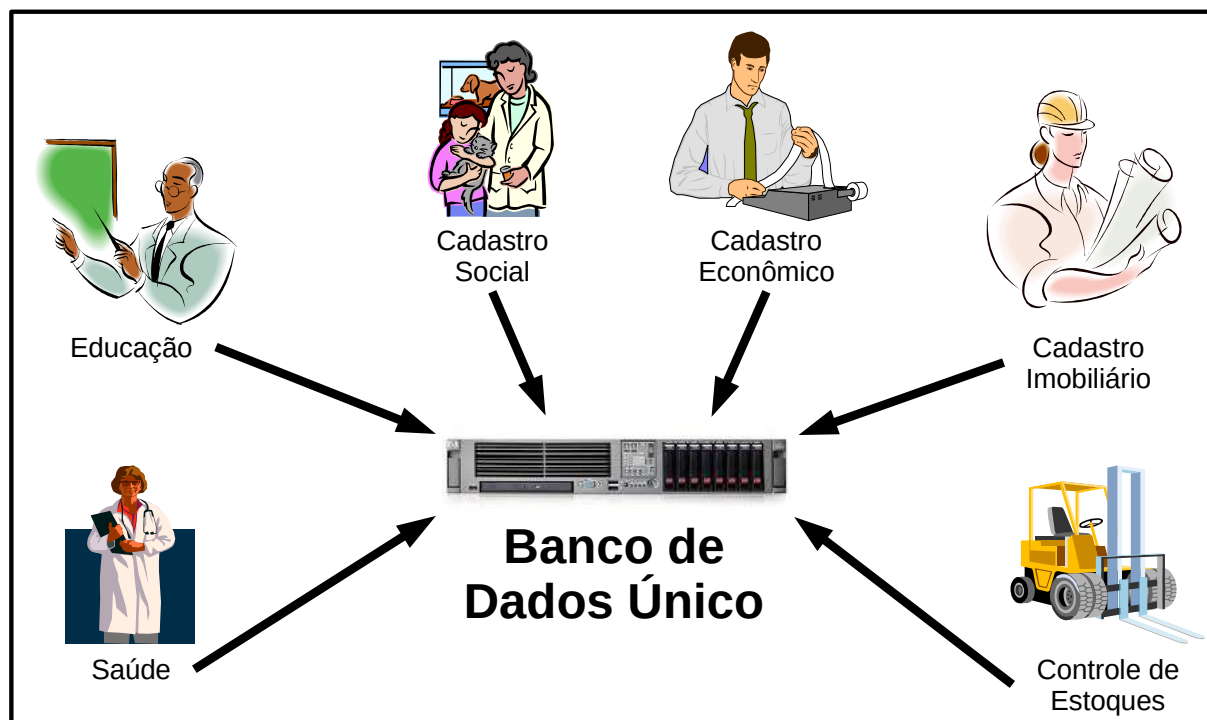 Cadastro
Social
Cadastro
Econômico
Educação
Cadastro
Imobiliário
Banco de
Dados Único
Saúde
Controle de
Estoques